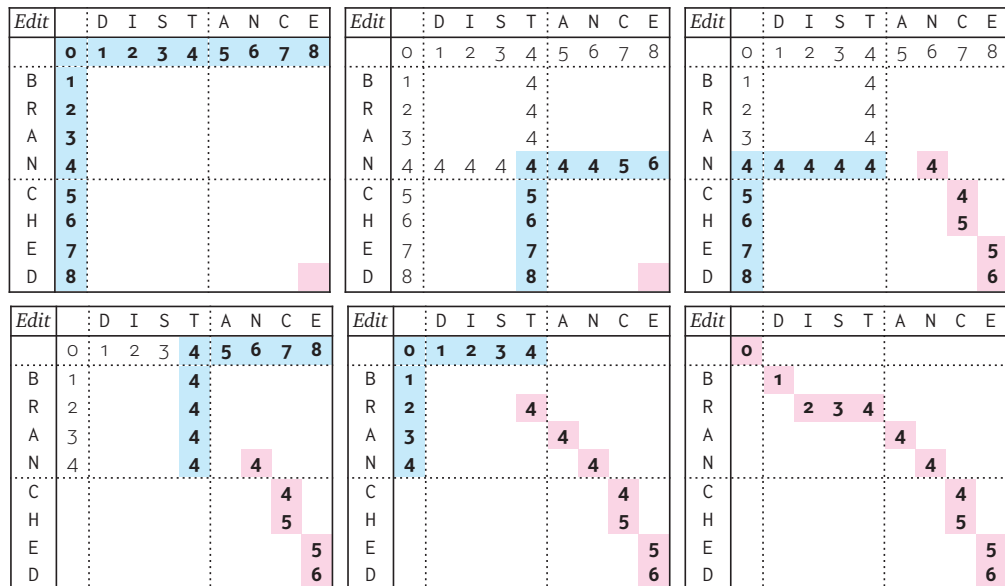 Edit D I S T A N C E
0 1 2 3 4 5 6 7 8
B 1
R 2
A 3
N 4
C 5
H 6
E 7
D 8
Edit D I S T A N C E
0 1 2 3 4 5 6 7 8
B 1 4
R 2 4
A 3 4
N 4 4 4 4 4 4 4 5 6
C 5 5
H 6 6
E 7 7
D 8 8
Edit D I S T A N C E
0 1 2 3 4 5 6 7 8
B 1 4
R 2 4
A 3 4
N 4 4 4 4 4 4
C 5 4
H 6 5
E 7 5
D 8 6
Edit D I S T A N C E
0 1 2 3 4 5 6 7 8
B 1 4
R 2 4
A 3 4
N 4 4 4
C 4
H 5
E 5
D 6
Edit D I S T A N C E
0 1 2 3 4
B 1
R 2 4
A 3 4
N 4 4
C 4
H 5
E 5
D 6
Edit D I S T A N C E
0
B 1
R 2 3 4
A 4
N 4
C 4
H 5
E 5
D 6